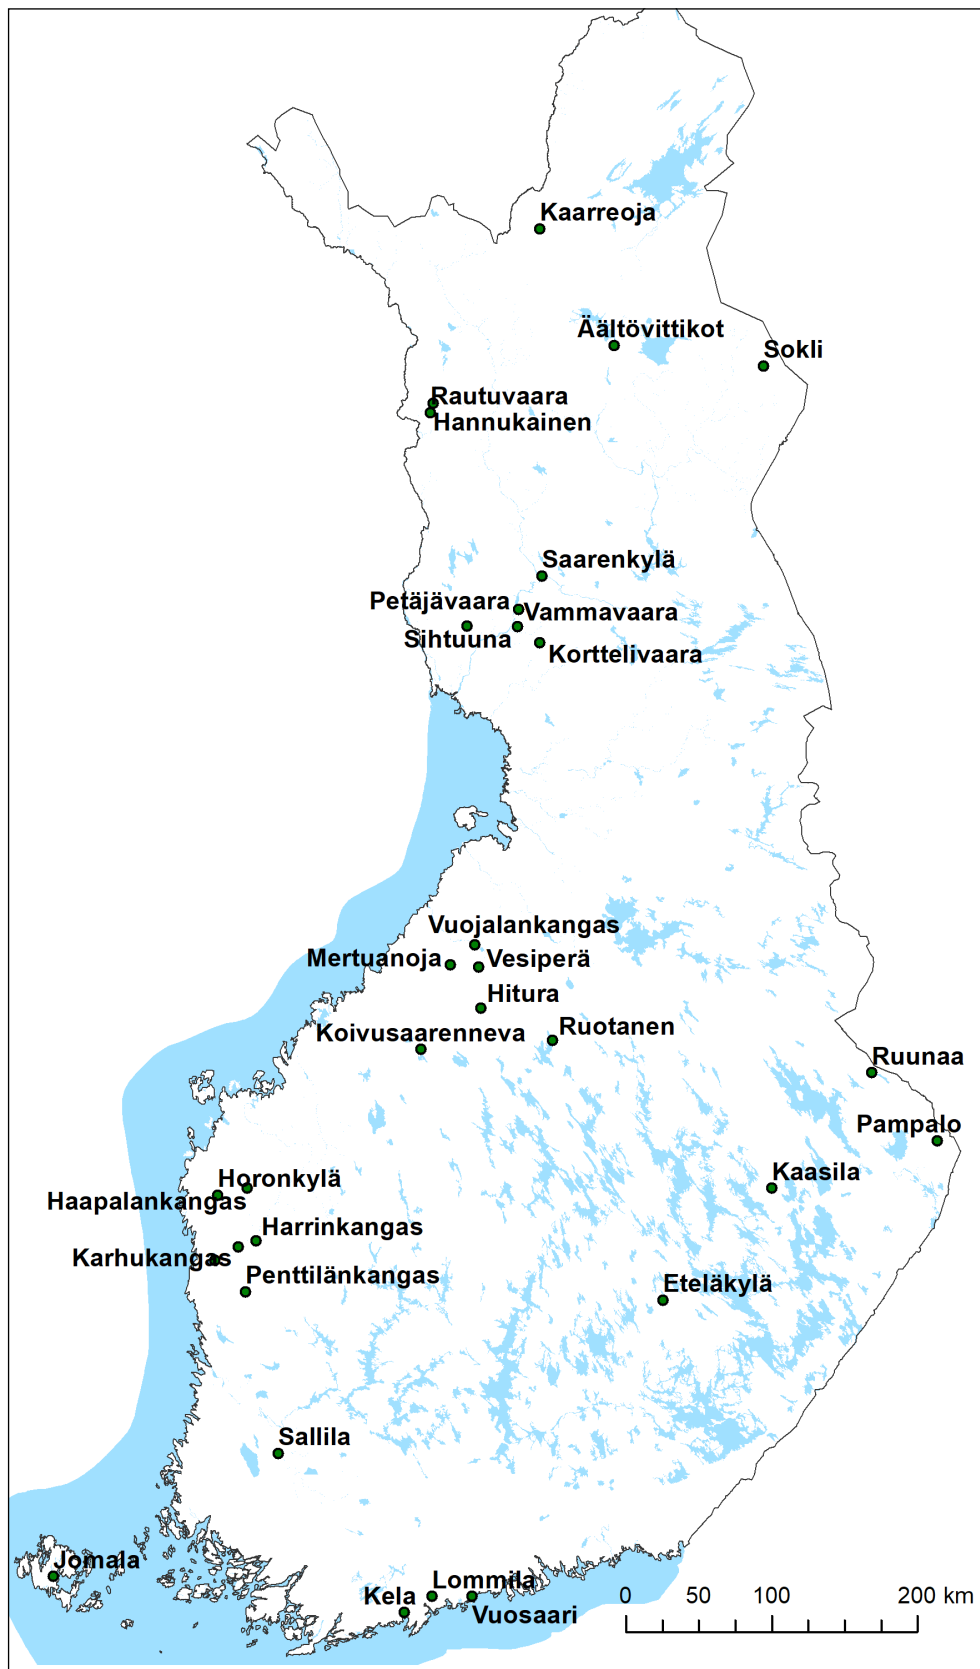 Kaarreoja
Äältövittikot
Sokli
Rautuvaara
Hannukainen
Saarenkylä
Petäjävaara
Vammavaara
Sihtuuna
Korttelivaara
Vuojalankangas
Mertuanoja
Vesiperä
Hitura
Koivusaarenneva
Ruotanen
Ruunaa
Pampalo
Kaasila
Horonkylä
Haapalankangas
Harrinkangas
Karhukangas
Penttilänkangas
Eteläkylä
Sallila
Jomala
Lommila
Kela
Vuosaari
0 50 100 200 km